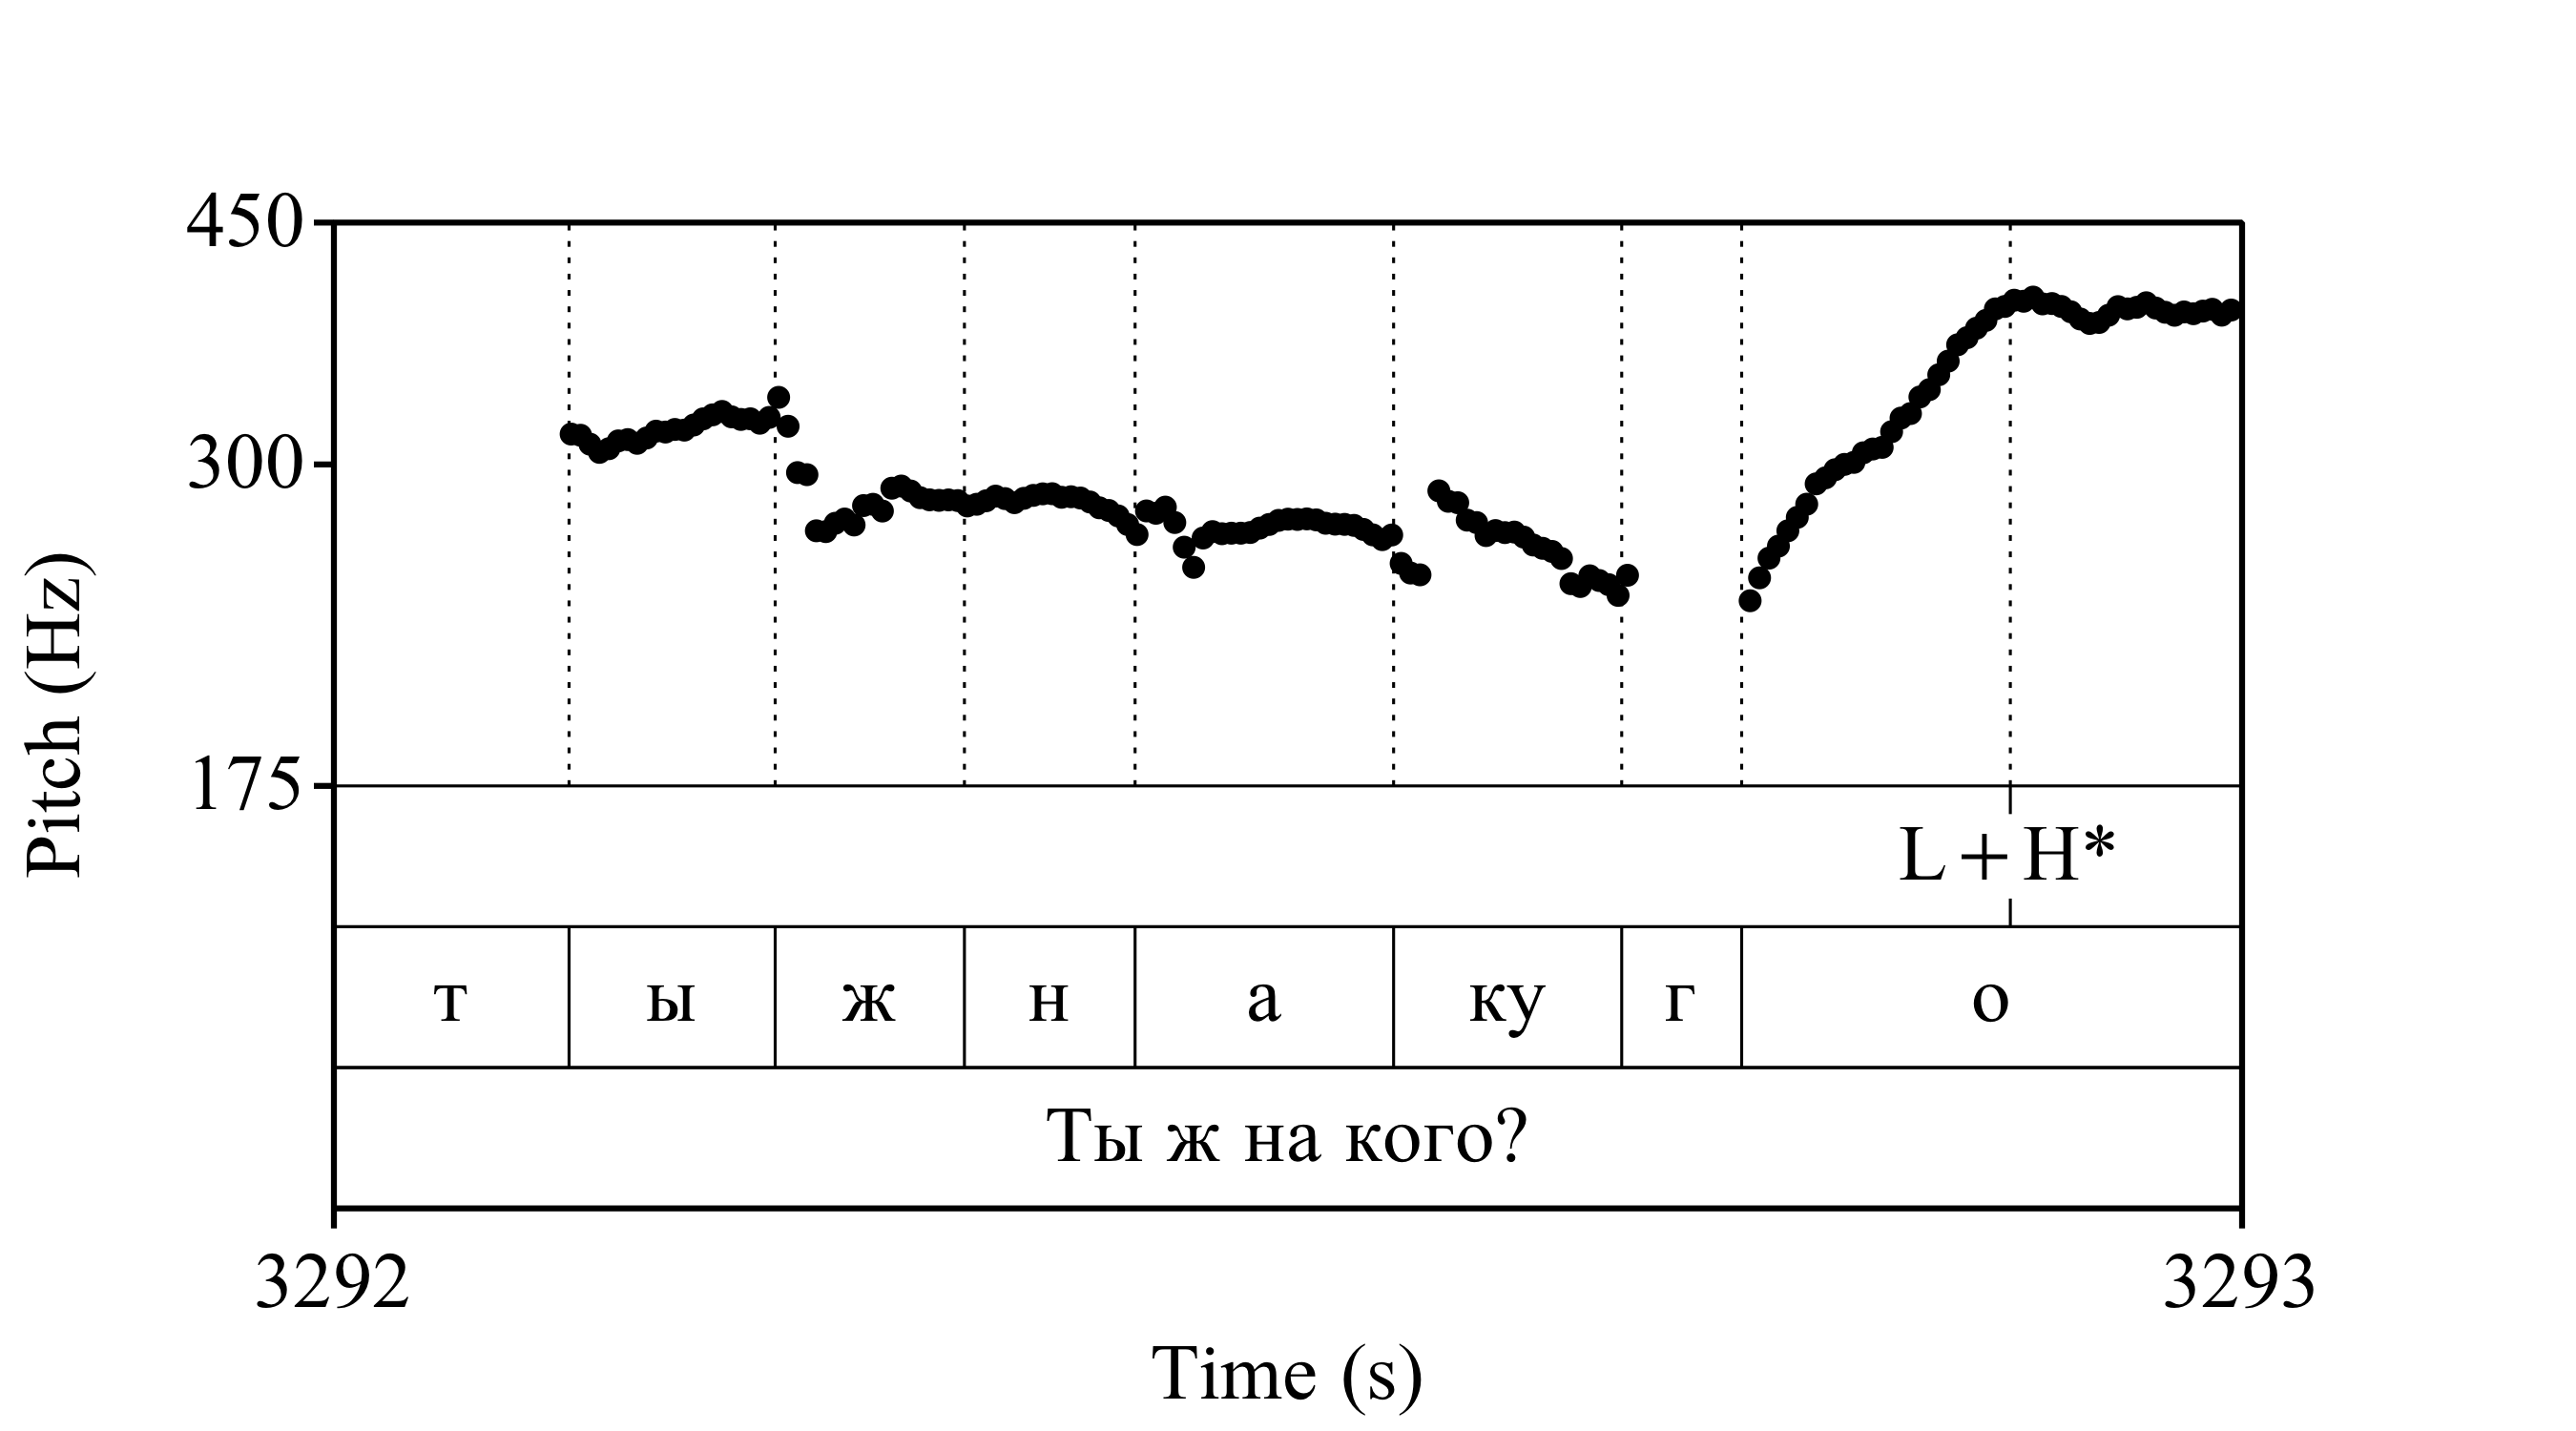 450
300
175
Pitch (Hz)
L+H*
т ы ж н а ку г о
Ты ж на кого?
3292 3293
Time (s)